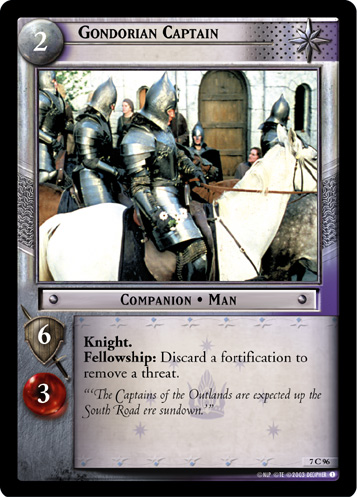 2
GONDORIAN CAPTAIN
COMPANION • MAN
6
3
Knight.
Fellowship: Discard a fortification to
remove a threat.
“‘The Captains of the Outlands are expected up the
South Road ere sundown.’”
7 C 96